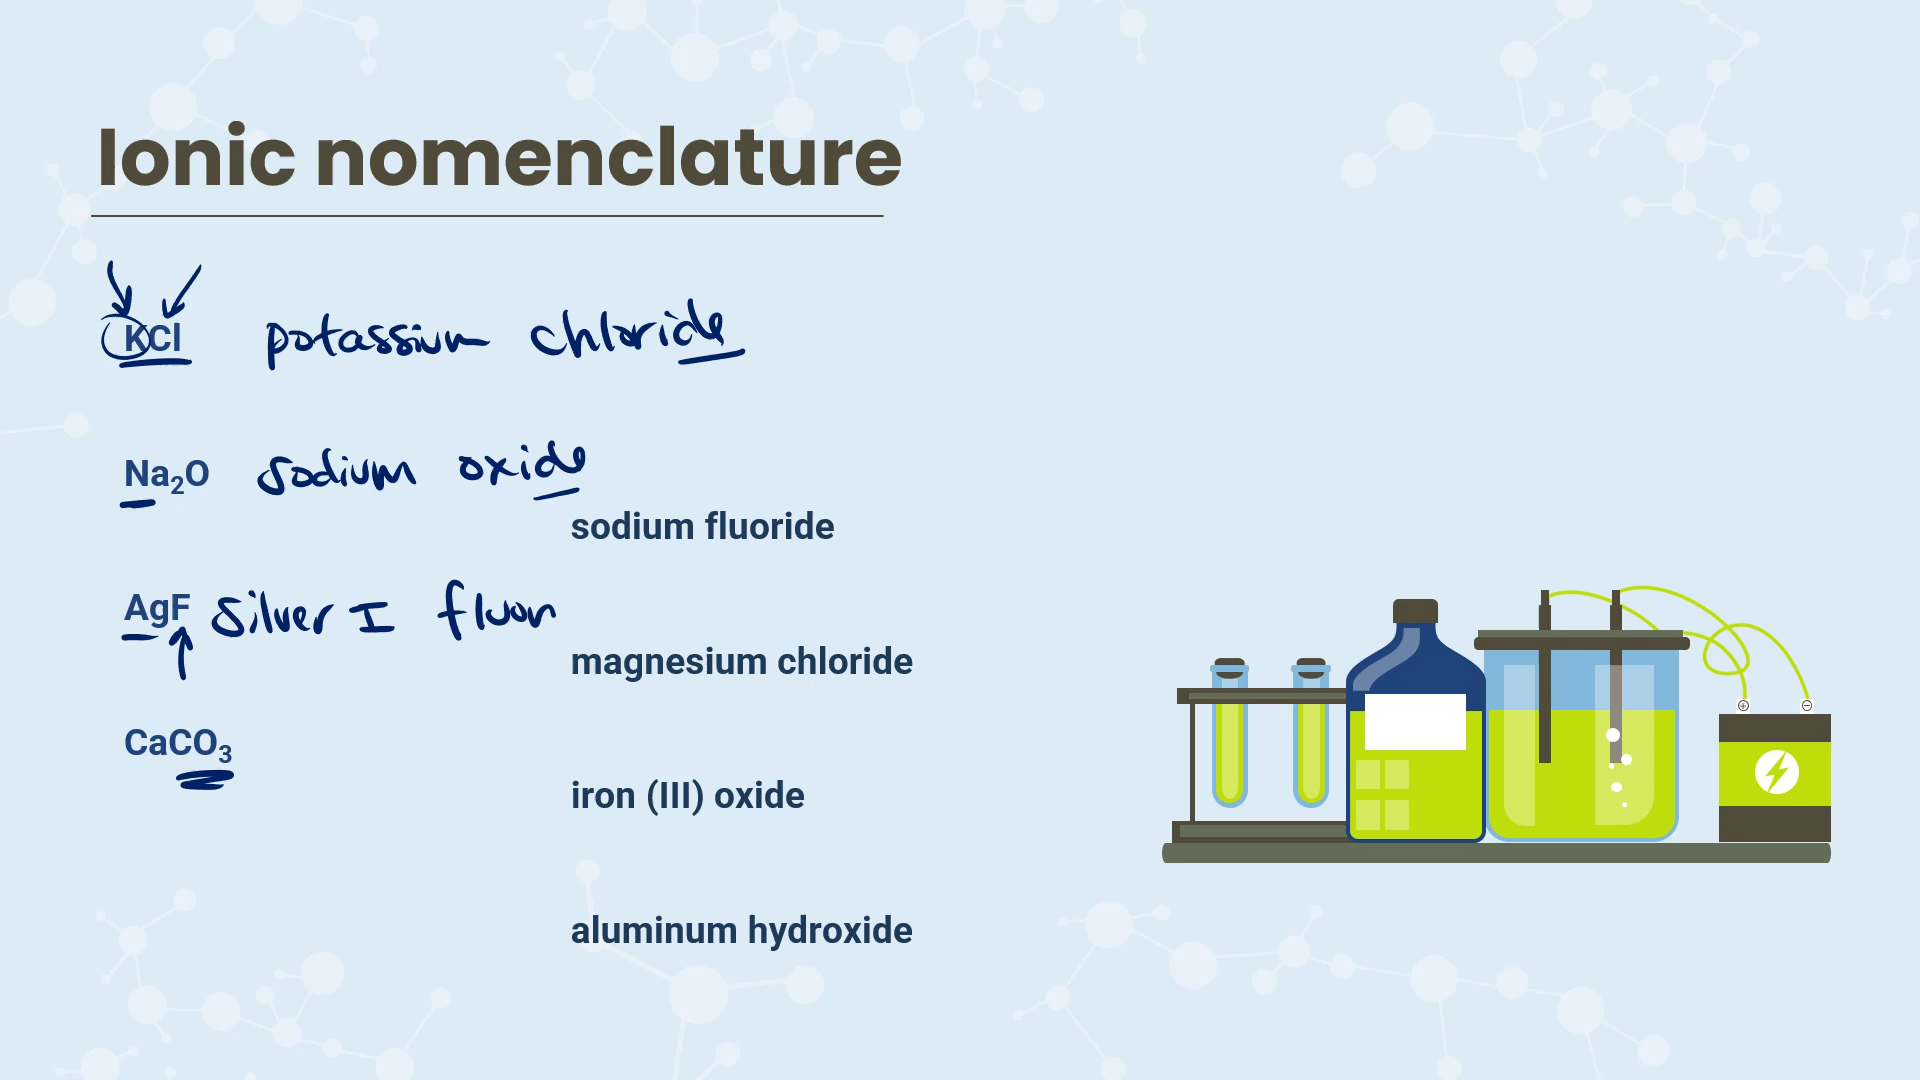 Ionic nomenclature
KCl potassium chloride
Na₂O sodium oxide
sodium fluoride
AgF silver I fluor
magnesium chloride
CaCO₃
iron (III) oxide
aluminum hydroxide
+ −